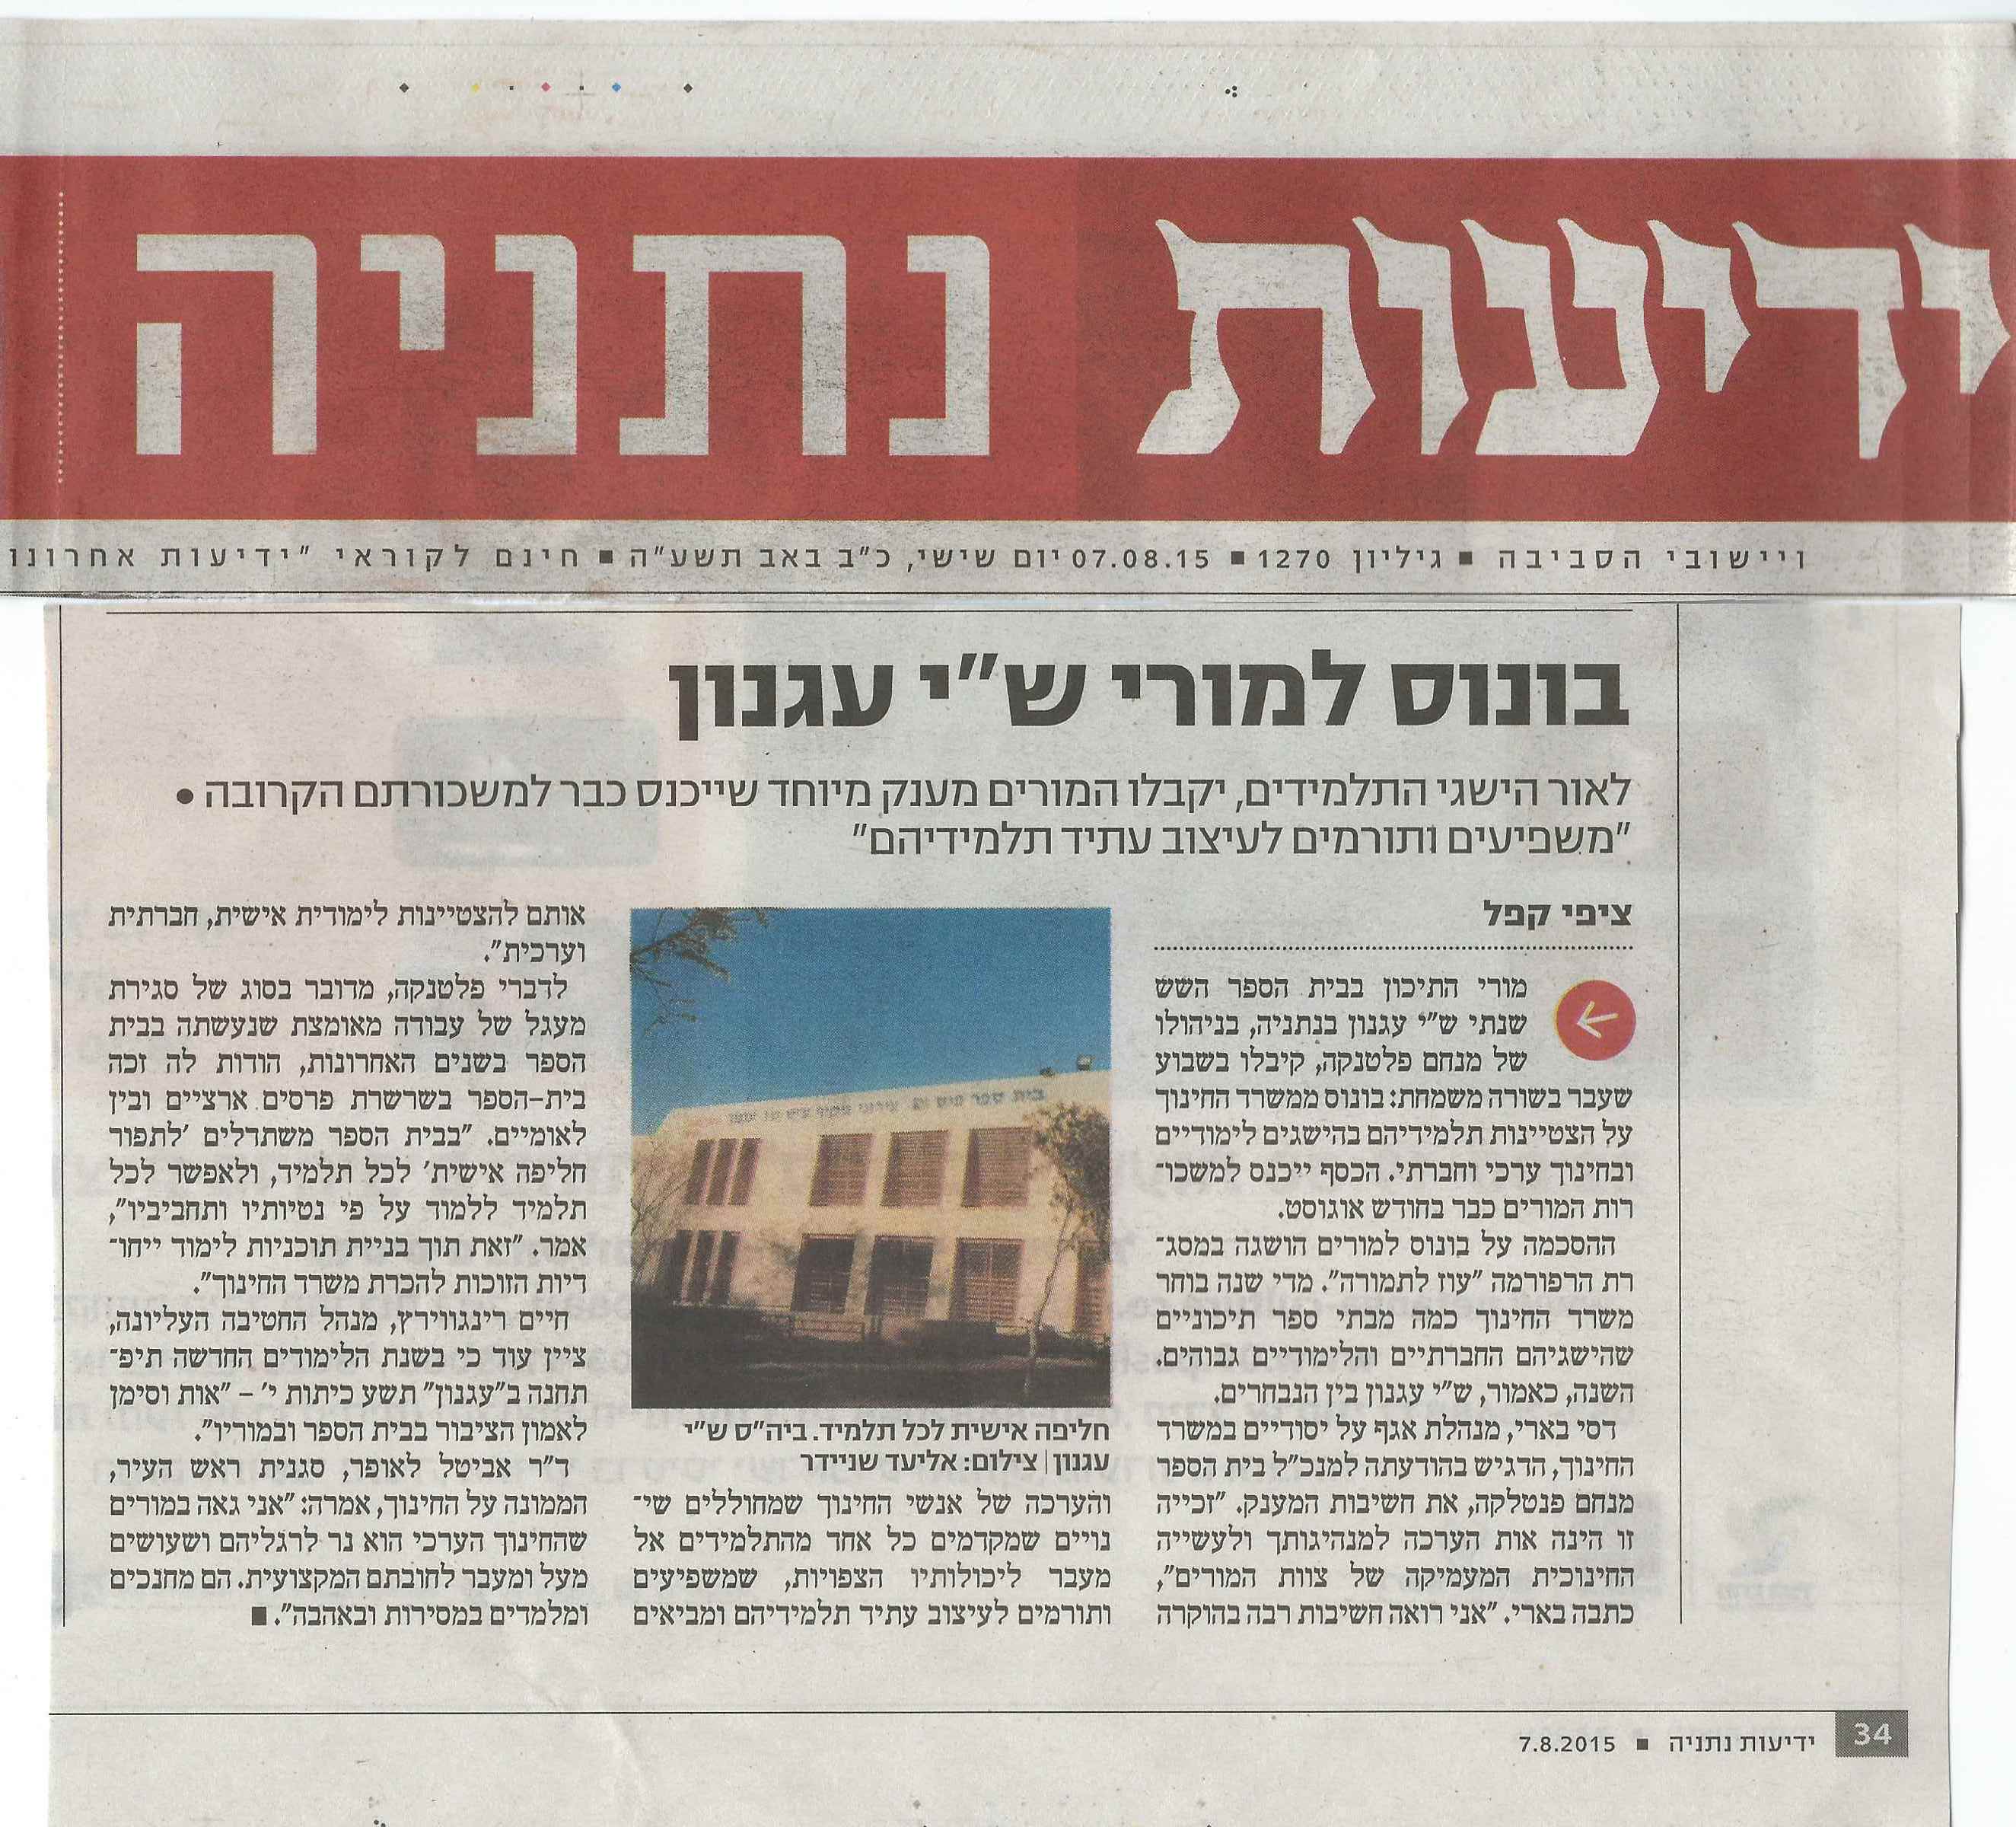 ידיעות נתניה
ויישובי הסביבה ■ גיליון 1270 ■ 07.08.15 יום שישי, כ"ב באב תשע"ה ■ חינם לקוראי "ידיעות אחרונו
בונוס למורי ש"י עגנון
לאור הישגי התלמידים, יקבלו המורים מענק מיוחד שייכנס כבר למשכורתם הקרובה ●
"משפיעים ותורמים לעיצוב עתיד תלמידיהם"
ציפי קפל
מורי התיכון בבית הספר השש
שנתי ש"י עגנון בנתניה, בניהולו
של מנחם פלטנקה, קיבלו בשבוע
שעבר בשורה משמחת: בונוס ממשרד החינוך
על הצטיינות תלמידיהם בהישגים לימודיים
ובחינוך ערכי וחברתי. הכסף ייכנס למשכו־
רות המורים כבר בחודש אוגוסט.
ההסכמה על בונוס למורים הושגה במסג־
רת הרפורמה "עוז לתמורה". מדי שנה בוחר
משרד החינוך כמה מבתי ספר תיכוניים
שהישגיהם החברתיים והלימודיים גבוהים.
השנה, כאמור, ש"י עגנון בין הנבחרים.
דסי בארי, מנהלת אגף על יסודיים במשרד
החינוך, הדגיש בהודעתה למנכ"ל בית הספר
מנחם פנטלקה, את חשיבות המענק. "זכייה
זו הינה אות הערכה למנהיגותך ולעשייה
החינוכית המעמיקה של צוות המורים",
כתבה בארי. "אני רואה חשיבות רבה בהוקרה
בית ספר
חליפה אישית לכל תלמיד. ביה"ס ש"י
עגנון | צילום: אליעד שניידר
והערכה של אנשי החינוך שמחוללים שי־
נויים שמקדמים כל אחד מהתלמידים אל
מעבר ליכולותיו הצפויות, שמשפיעים
ותורמים לעיצוב עתיד תלמידיהם ומביאים
אותם להצטיינות לימודית אישית, חברתית
וערכית".
לדברי פלטנקה, מדובר בסוג של סגירת
מעגל של עבודה מאומצת שנעשתה בבית
הספר בשנים האחרונות, הודות לה זכה
בית-הספר בשרשרת פרסים ארציים ובין
לאומיים. "בבית הספר משתדלים 'לתפור
חליפה אישית' לכל תלמיד, ולאפשר לכל
תלמיד ללמוד על פי נטיותיו ותחביביו",
אמר. "זאת תוך בניית תוכניות לימוד ייחו־
דיות הזוכות להכרת משרד החינוך".
חיים רינגווירץ, מנהל החטיבה העליונה,
ציין עוד כי בשנת הלימודים החדשה תיפ־
תחנה ב"עגנון" תשע כיתות י' – "אות וסימן
לאמון הציבור בבית הספר ובמוריו".
ד"ר אביטל לאופר, סגנית ראש העיר,
הממונה על החינוך, אמרה: "אני גאה במורים
שהחינוך הערכי הוא נר לרגליהם ושעושים
מעל ומעבר לחובתם המקצועית. הם מחנכים
ומלמדים במסירות ובאהבה". ■
34 ידיעות נתניה ■ 7.8.2015